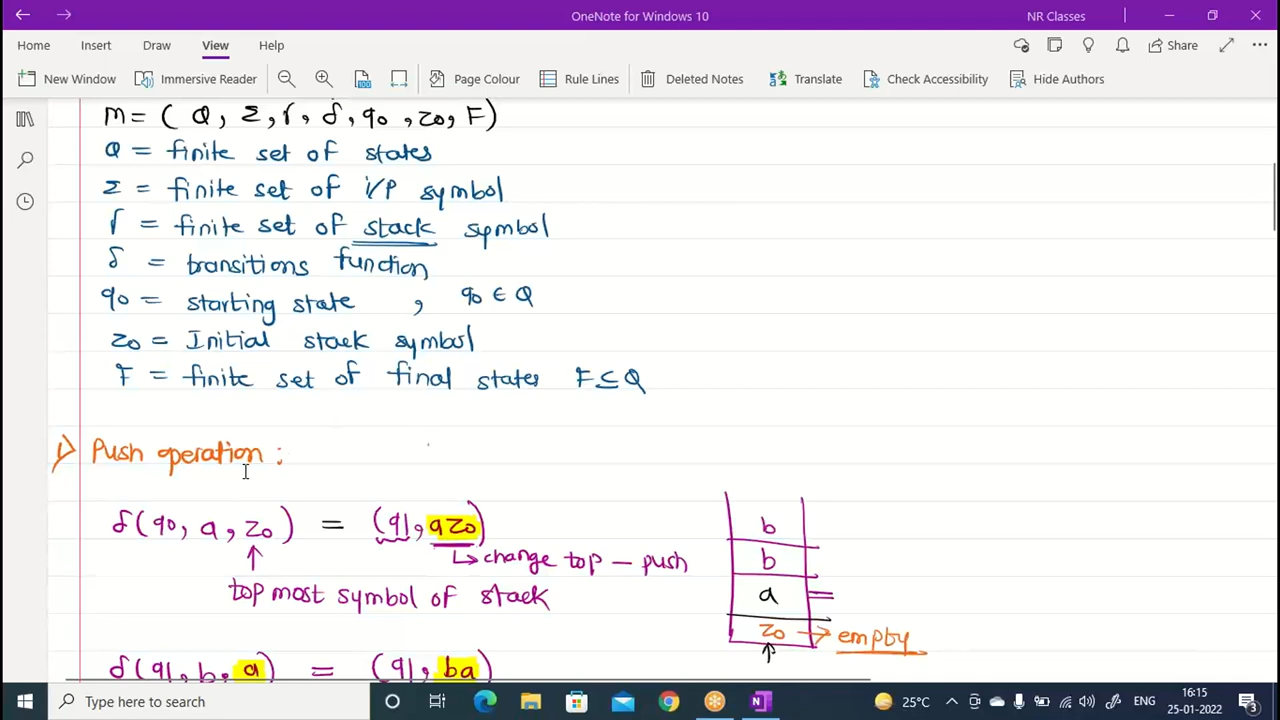 OneNote for Windows 10
NR Classes
Home Insert Draw View Help
Share
New Window Immersive Reader Page Colour Rule Lines Deleted Notes Translate Check Accessibility Hide Authors
M = ( Q, Σ, Γ, δ, q0, z0, F)
Q = finite set of states
Σ = finite set of i/p symbol
Γ = finite set of stack symbol
δ = transitions function
q0 = starting state , q0 ∈ Q
z0 = Initial stack symbol
F = finite set of final states F ⊆ Q
1) Push operation :
δ(q0, a, z0) = (q1, az0)
↳ change top - push
top most symbol of stack
b
b
a
z0 → empty
δ(q1, b, a) = (q1, ba)
Type here to search
25°C
ENG
16:15
25-01-2022
3